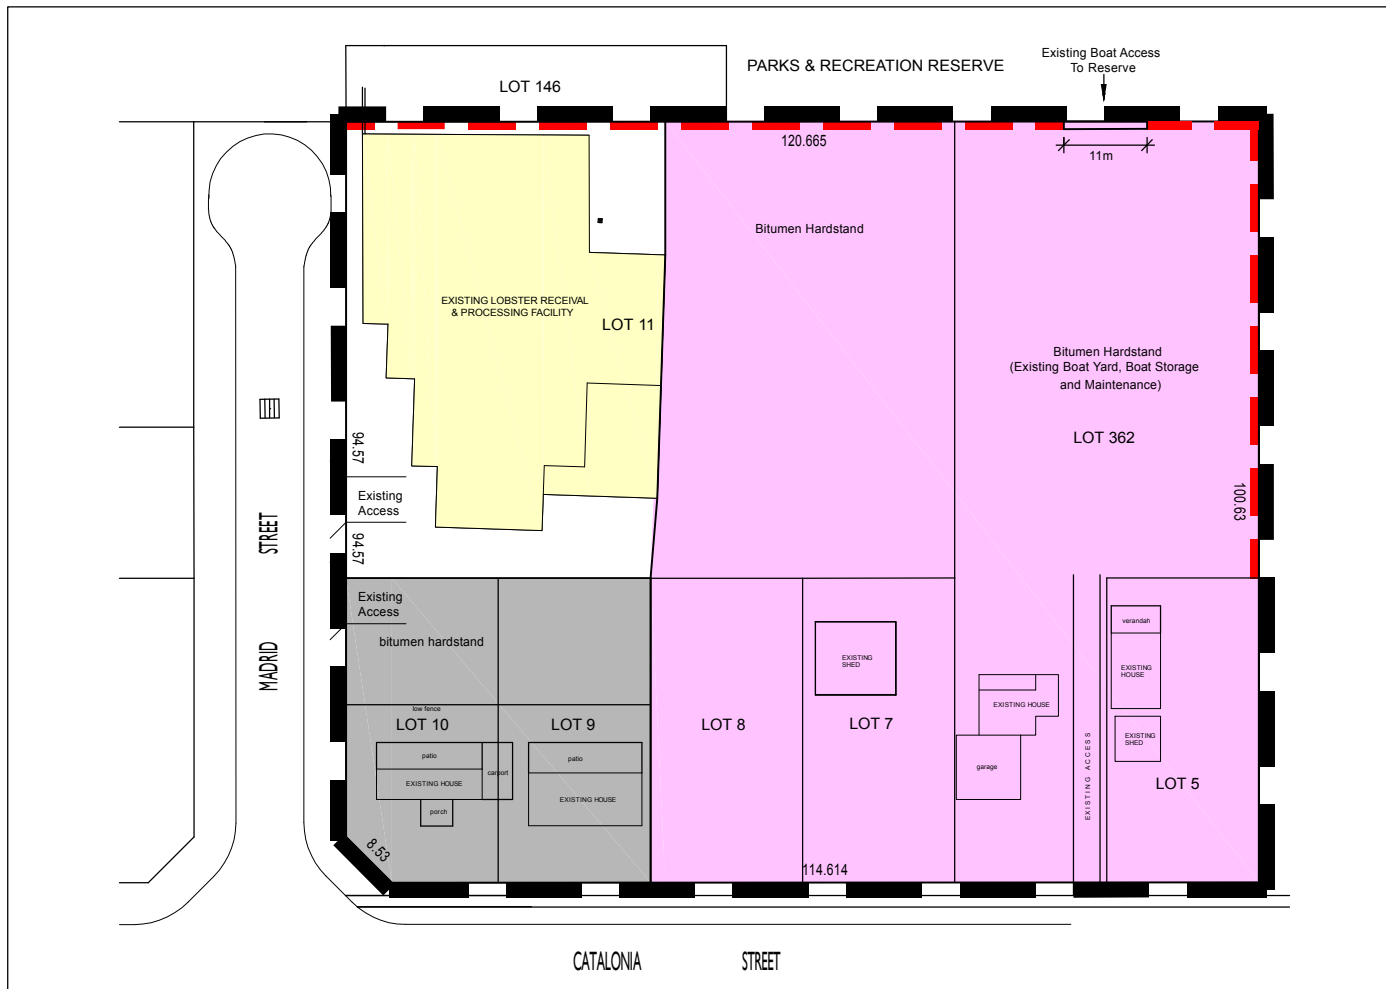 Existing Boat Access
To Reserve
PARKS & RECREATION RESERVE
LOT 146
120.665
11m
Bitumen Hardstand
EXISTING LOBSTER RECEIVAL
& PROCESSING FACILITY
LOT 11
Bitumen Hardstand
(Existing Boat Yard, Boat Storage
and Maintenance)
LOT 362
94.57
Existing
Access
100.63
94.57
STREET
MADRID
Existing
Access
bitumen hardstand
low fence
LOT 10
LOT 9
LOT 8
LOT 7
EXISTING
SHED
verandah
EXISTING
HOUSE
EXISTING HOUSE
EXISTING
SHED
EXISTING ACCESS
garage
LOT 5
patio
carport
EXISTING HOUSE
porch
patio
EXISTING HOUSE
8.53
114.614
CATALONIA STREET